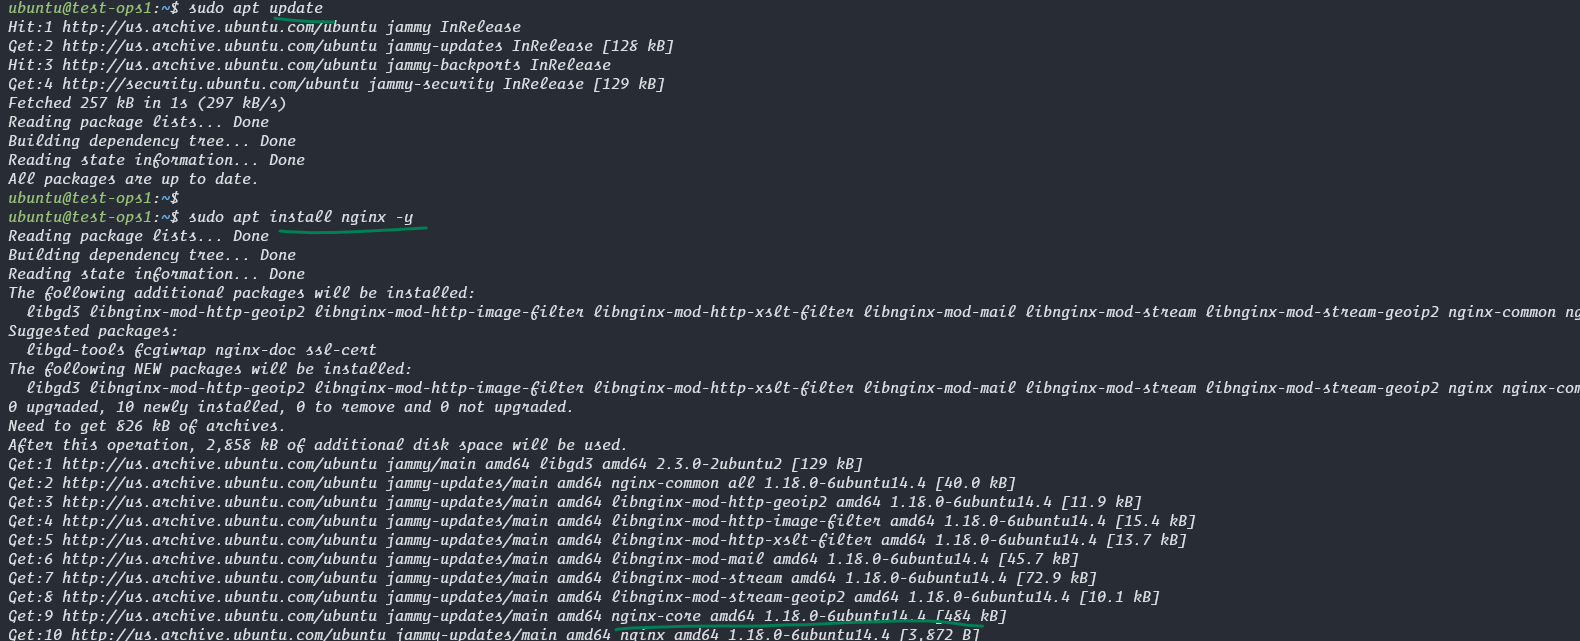 ubuntu@test-ops1:~$ sudo apt update
Hit:1 http://us.archive.ubuntu.com/ubuntu jammy InRelease
Get:2 http://us.archive.ubuntu.com/ubuntu jammy-updates InRelease [128 kB]
Hit:3 http://us.archive.ubuntu.com/ubuntu jammy-backports InRelease
Get:4 http://security.ubuntu.com/ubuntu jammy-security InRelease [129 kB]
Fetched 257 kB in 1s (297 kB/s)
Reading package lists... Done
Building dependency tree... Done
Reading state information... Done
All packages are up to date.
ubuntu@test-ops1:~$
ubuntu@test-ops1:~$ sudo apt install nginx -y
Reading package lists... Done
Building dependency tree... Done
Reading state information... Done
The following additional packages will be installed:
libgd3 libnginx-mod-http-geoip2 libnginx-mod-http-image-filter libnginx-mod-http-xslt-filter libnginx-mod-mail libnginx-mod-stream libnginx-mod-stream-geoip2 nginx-common ng
Suggested packages:
libgd-tools fcgiwrap nginx-doc ssl-cert
The following NEW packages will be installed:
libgd3 libnginx-mod-http-geoip2 libnginx-mod-http-image-filter libnginx-mod-http-xslt-filter libnginx-mod-mail libnginx-mod-stream libnginx-mod-stream-geoip2 nginx nginx-com
0 upgraded, 10 newly installed, 0 to remove and 0 not upgraded.
Need to get 826 kB of archives.
After this operation, 2,858 kB of additional disk space will be used.
Get:1 http://us.archive.ubuntu.com/ubuntu jammy/main amd64 libgd3 amd64 2.3.0-2ubuntu2 [129 kB]
Get:2 http://us.archive.ubuntu.com/ubuntu jammy-updates/main amd64 nginx-common all 1.18.0-6ubuntu14.4 [40.0 kB]
Get:3 http://us.archive.ubuntu.com/ubuntu jammy-updates/main amd64 libnginx-mod-http-geoip2 amd64 1.18.0-6ubuntu14.4 [11.9 kB]
Get:4 http://us.archive.ubuntu.com/ubuntu jammy-updates/main amd64 libnginx-mod-http-image-filter amd64 1.18.0-6ubuntu14.4 [15.4 kB]
Get:5 http://us.archive.ubuntu.com/ubuntu jammy-updates/main amd64 libnginx-mod-http-xslt-filter amd64 1.18.0-6ubuntu14.4 [13.7 kB]
Get:6 http://us.archive.ubuntu.com/ubuntu jammy-updates/main amd64 libnginx-mod-mail amd64 1.18.0-6ubuntu14.4 [45.7 kB]
Get:7 http://us.archive.ubuntu.com/ubuntu jammy-updates/main amd64 libnginx-mod-stream amd64 1.18.0-6ubuntu14.4 [72.9 kB]
Get:8 http://us.archive.ubuntu.com/ubuntu jammy-updates/main amd64 libnginx-mod-stream-geoip2 amd64 1.18.0-6ubuntu14.4 [10.1 kB]
Get:9 http://us.archive.ubuntu.com/ubuntu jammy-updates/main amd64 nginx-core amd64 1.18.0-6ubuntu14.4 [484 kB]
Get:10 http://us.archive.ubuntu.com/ubuntu jammy-updates/main amd64 nginx amd64 1.18.0-6ubuntu14.4 [3,872 B]